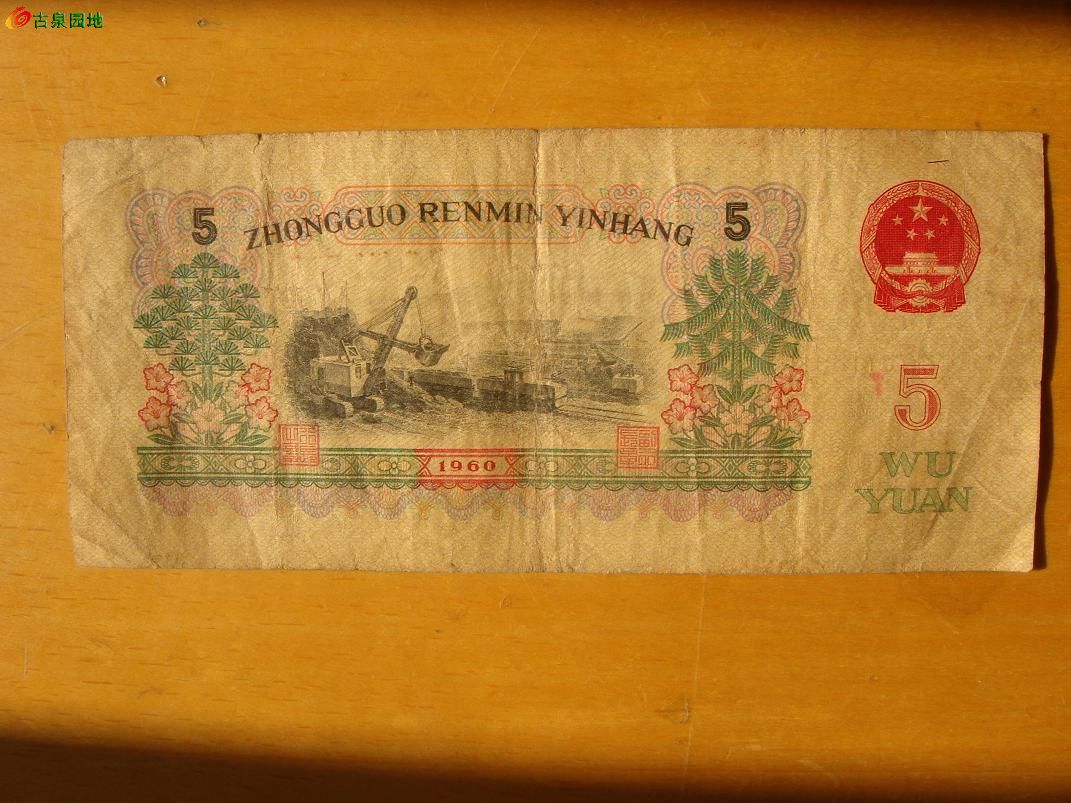 古泉园地
5 ZHONGGUO RENMIN YINHANG 5
5
1960
WU
YUAN